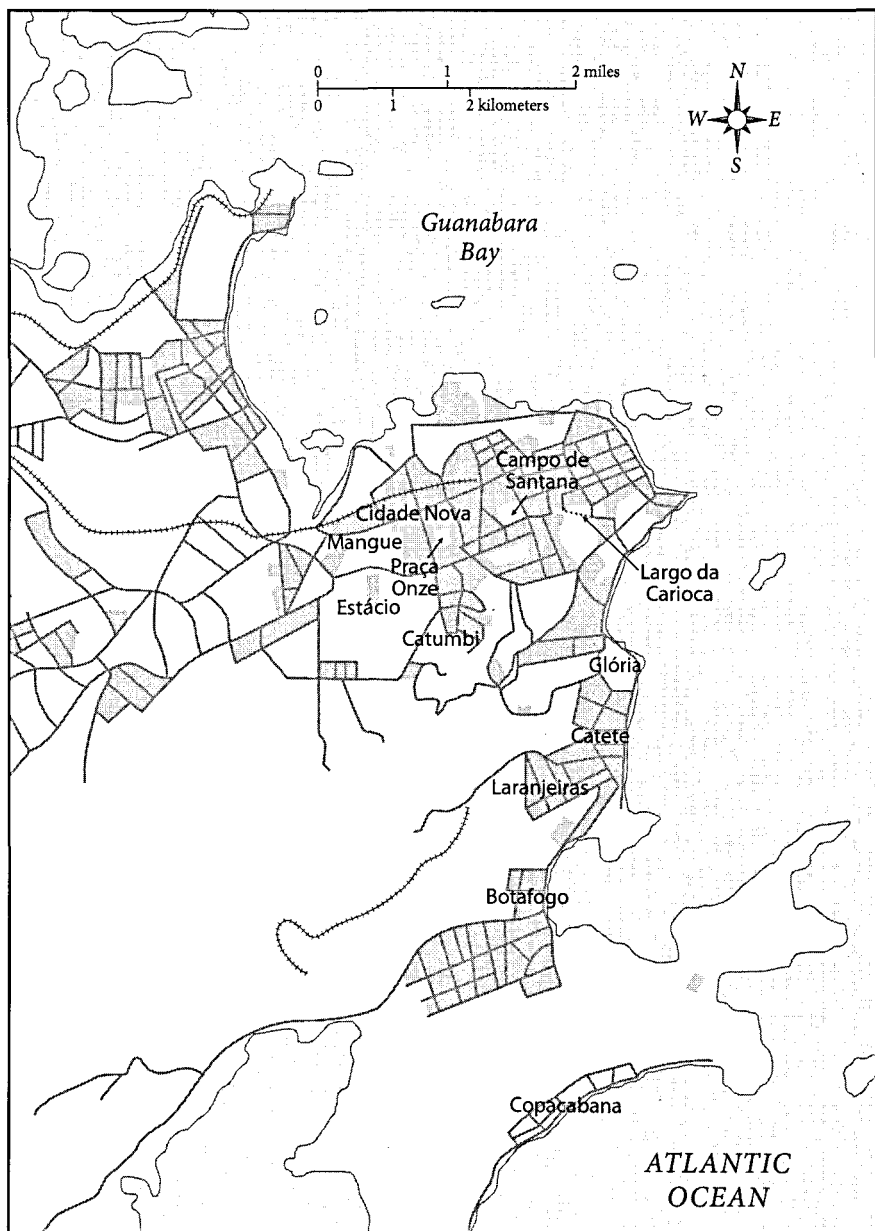 0 1 2 miles
0 1 2 kilometers
N
W E
S
Guanabara
Bay
Campo de
Santana
Cidade Nova
Mangue
Praça
Onze
Largo da
Carioca
Estácio
Catumbi
Glória
Catete
Laranjeiras
Botafogo
Copacabana
ATLANTIC
OCEAN